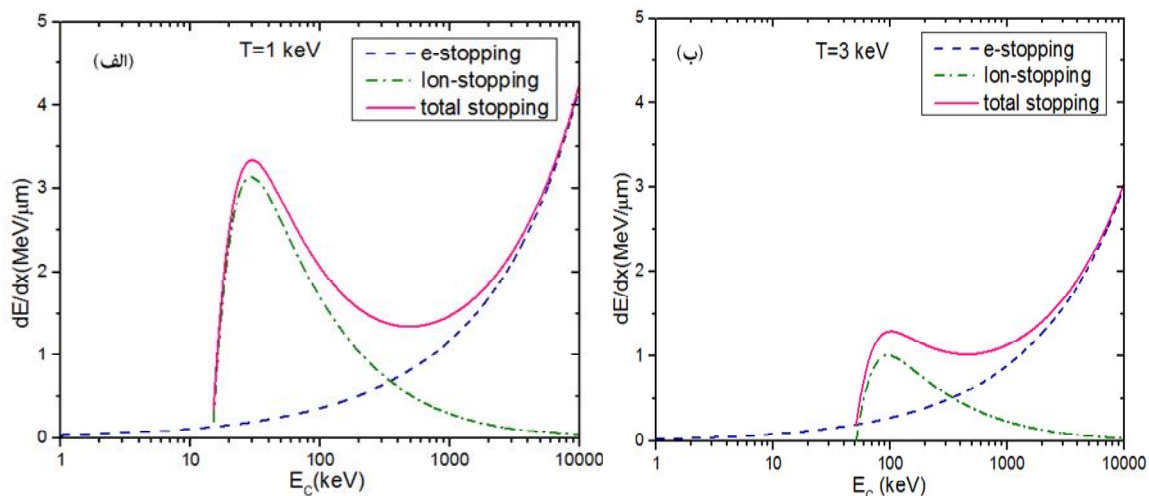 (الف)
T=1 keV
e-stopping
Ion-stopping
total stopping
5
4
3
2
1
0
dE/dx(MeV/μm)
1
10
100
1000
10000
E_C(keV)
(ب)
T=3 keV
e-stopping
Ion-stopping
total stopping
5
4
3
2
1
0
dE/dx(MeV/μm)
1
10
100
1000
10000
E_C (keV)